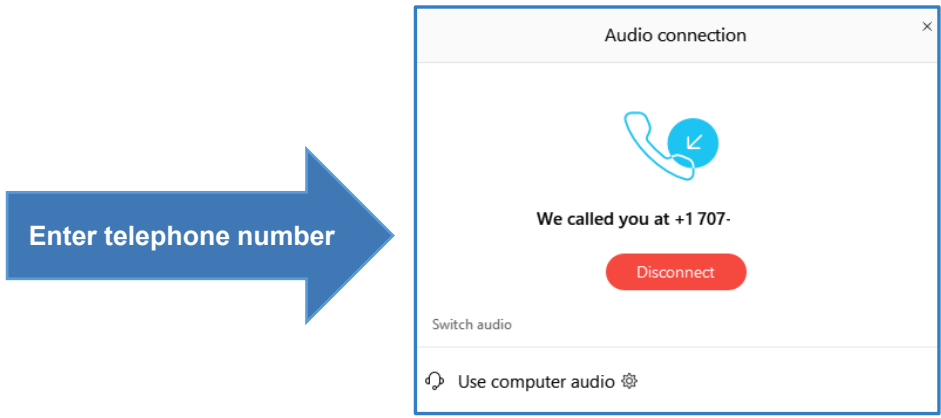 Enter telephone number
Audio connection
We called you at +1 707-
Disconnect
Switch audio
Use computer audio